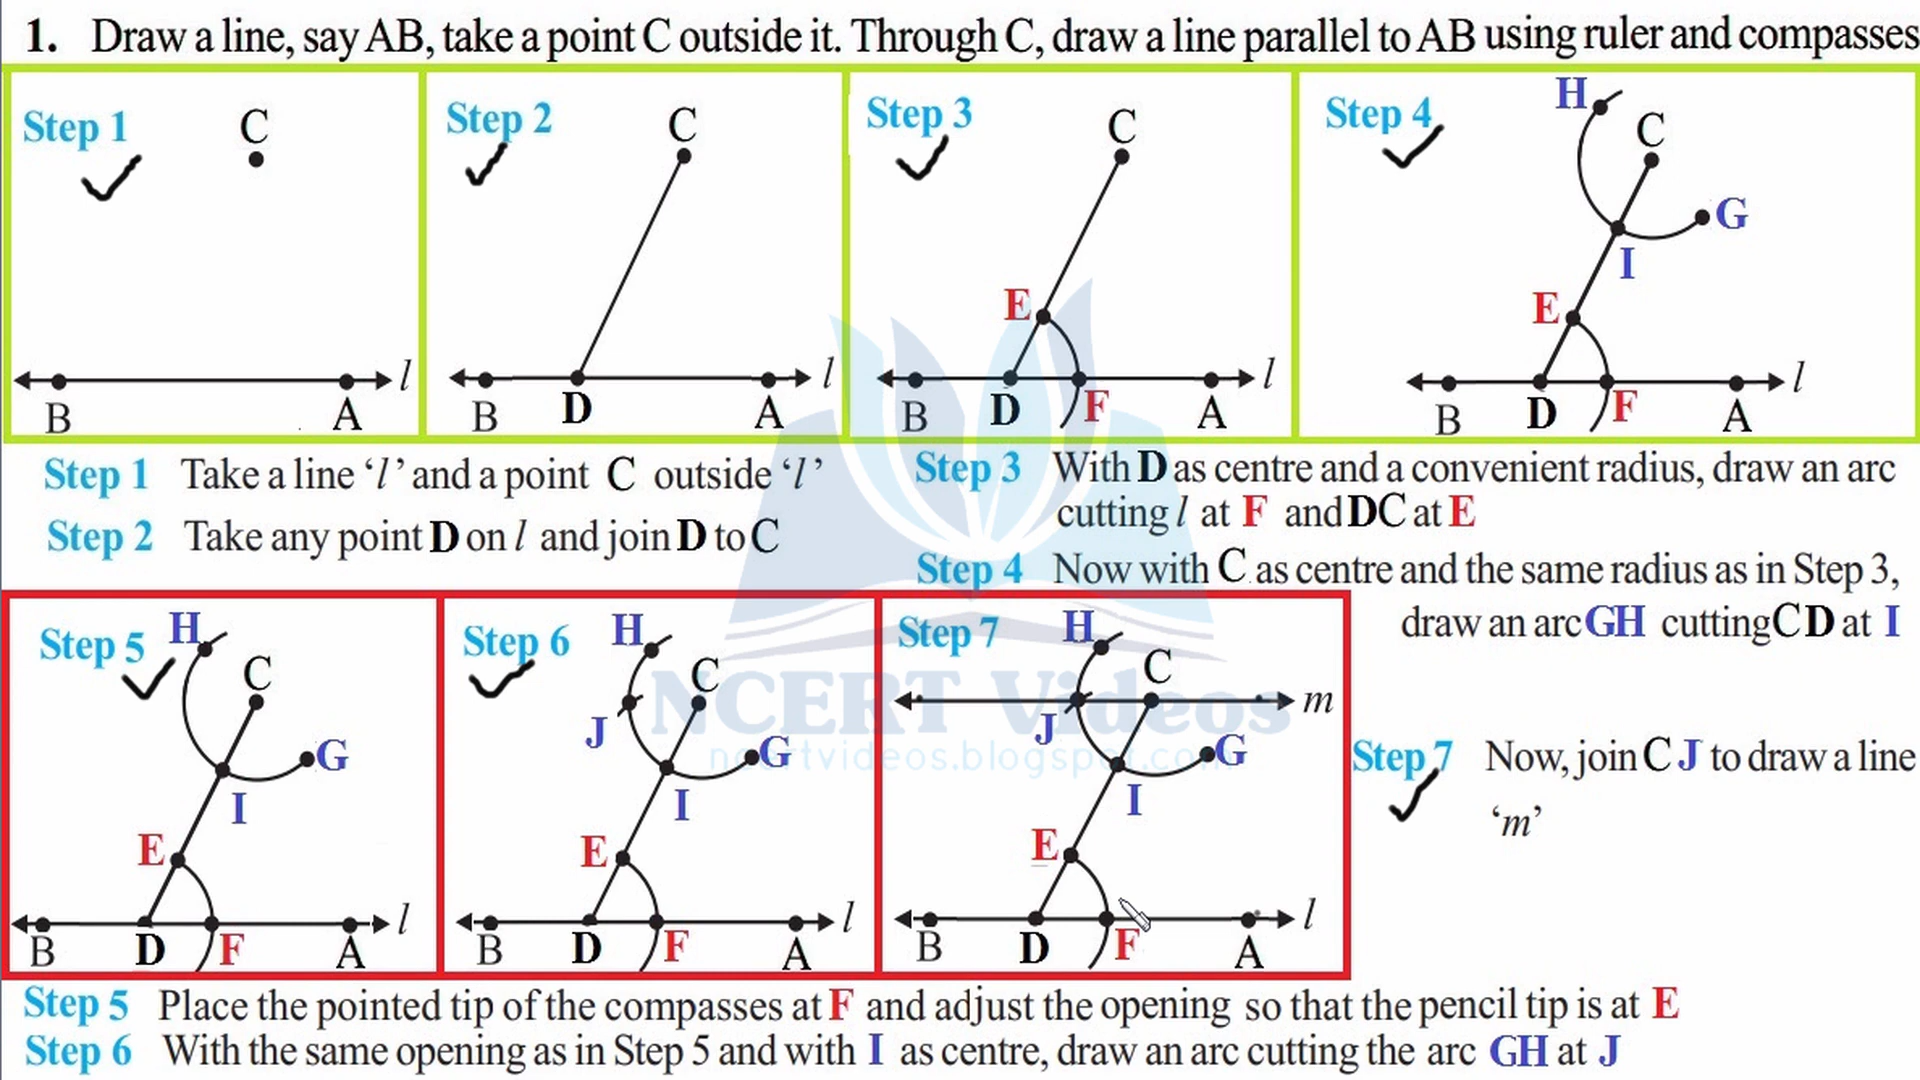 1. Draw a line, say AB, take a point C outside it. Through C, draw a line parallel to AB using ruler and compasses
Step 1
C
B
A
l
Step 2
C
B
D
A
l
Step 3
C
E
B
D
F
A
l
Step 4
H
C
G
I
E
B
D
F
A
l
Step 1 Take a line ‘l’ and a point C outside ‘l’
Step 2 Take any point D on l and join D to C
Step 3 With D as centre and a convenient radius, draw an arc
cutting l at F and DC at E
Step 4 Now with C as centre and the same radius as in Step 3,
draw an arc GH cutting CD at I
Step 5
H
C
G
I
E
B
D
F
A
l
Step 6
H
C
J
G
I
E
B
D
F
A
l
Step 7
H
C
m
J
G
I
E
B
D
F
A
l
NCERT Videos
ncertvideos.blogspot.com
Step 7 Now, join CJ to draw a line
‘m’
Step 5 Place the pointed tip of the compasses at F and adjust the opening so that the pencil tip is at E
Step 6 With the same opening as in Step 5 and with I as centre, draw an arc cutting the arc GH at J